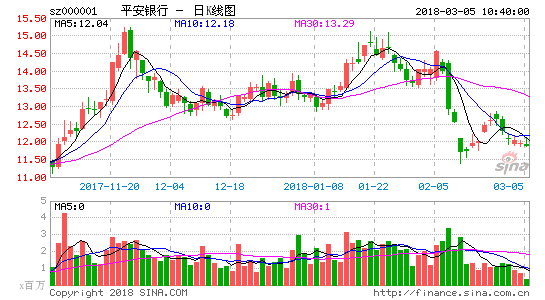 sz000001 平安银行 － 日K线图 2018-03-05 10:40:00
MA5:12.04 MA10:12.18 MA30:13.29
15.50
15.00
14.50
14.00
13.50
13.00
12.50
12.00
11.50
11.00
sina
2017-11-20 12-04 12-18 2018-01-08 01-22 02-05 03-05
MA5:0 MA10:0 MA30:1
5
4
3
2
1
x百万
Copyright 2018 SINA.COM http://finance.sina.com.cn